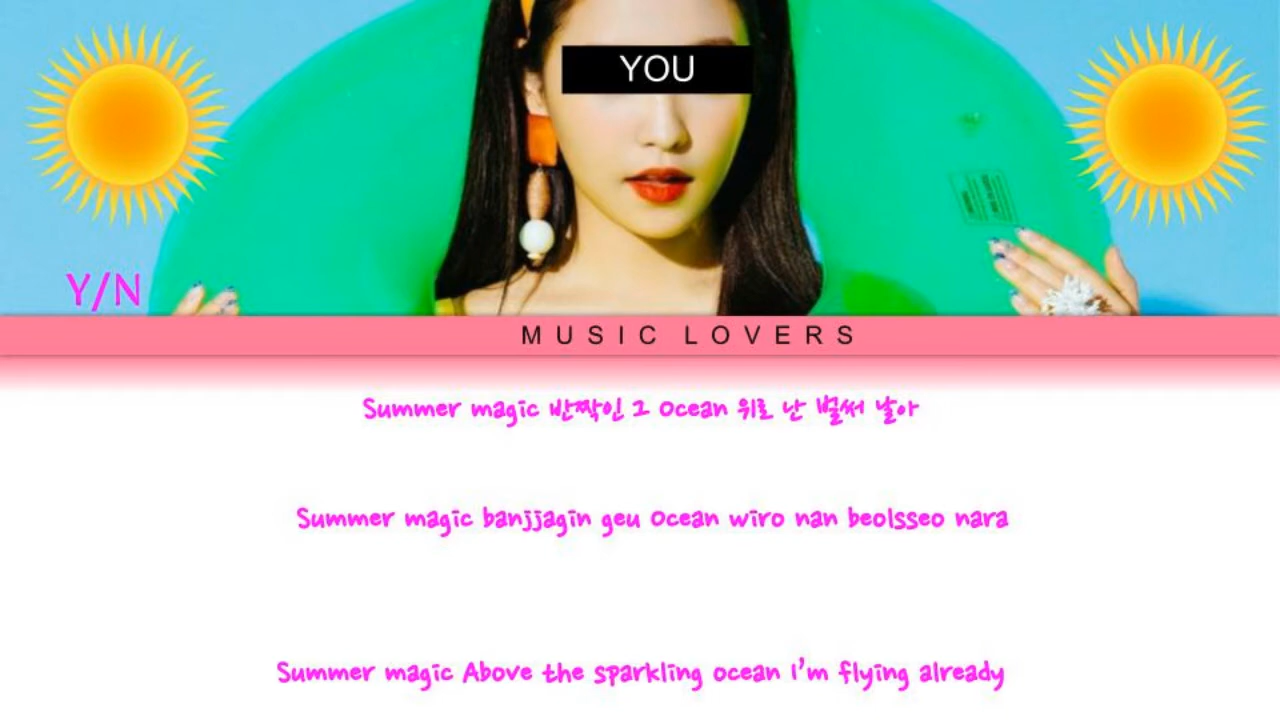 YOU
Y/N
MUSIC LOVERS
Summer magic 반짝인 그 Ocean 위로 난 벌써 날아
Summer magic banjjagin geu Ocean wiro nan beolsseo nara
Summer magic Above the sparkling ocean I'm flying already